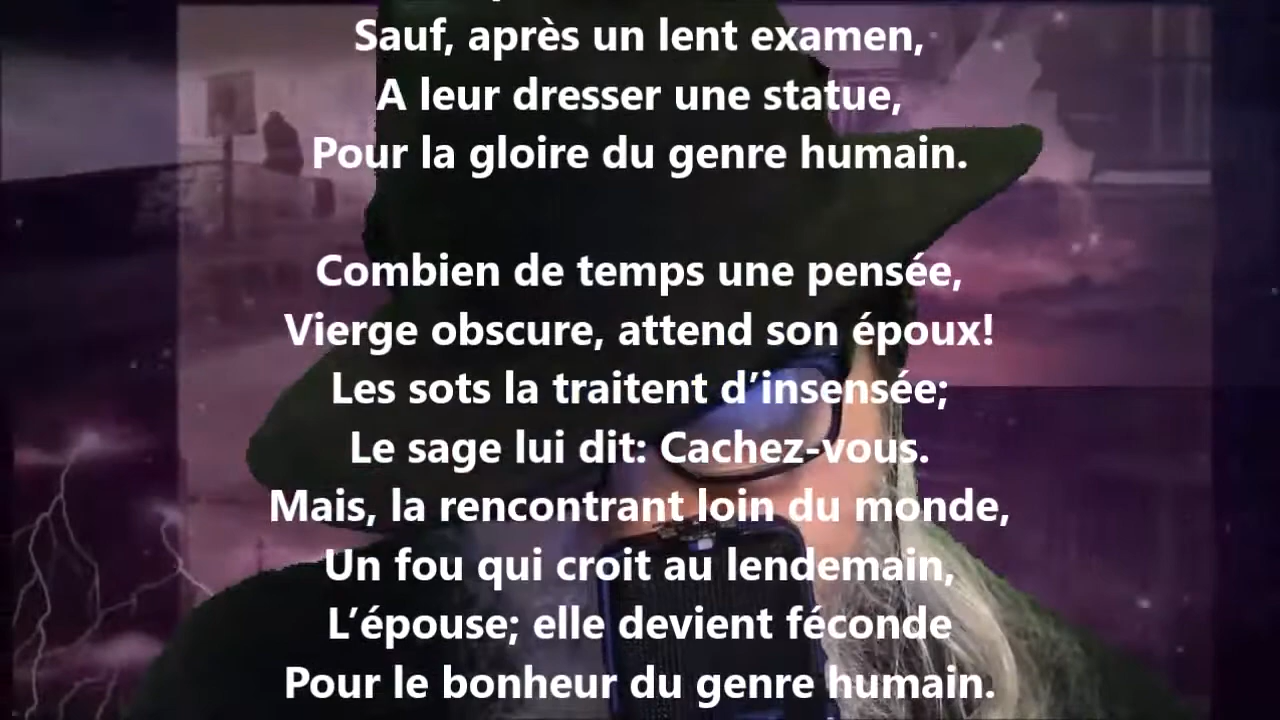 Sauf, après un lent examen,
A leur dresser une statue,
Pour la gloire du genre humain.
Combien de temps une pensée,
Vierge obscure, attend son époux!
Les sots la traitent d’insensée;
Le sage lui dit: Cachez-vous.
Mais, la rencontrant loin du monde,
Un fou qui croit au lendemain,
L’épouse; elle devient féconde
Pour le bonheur du genre humain.